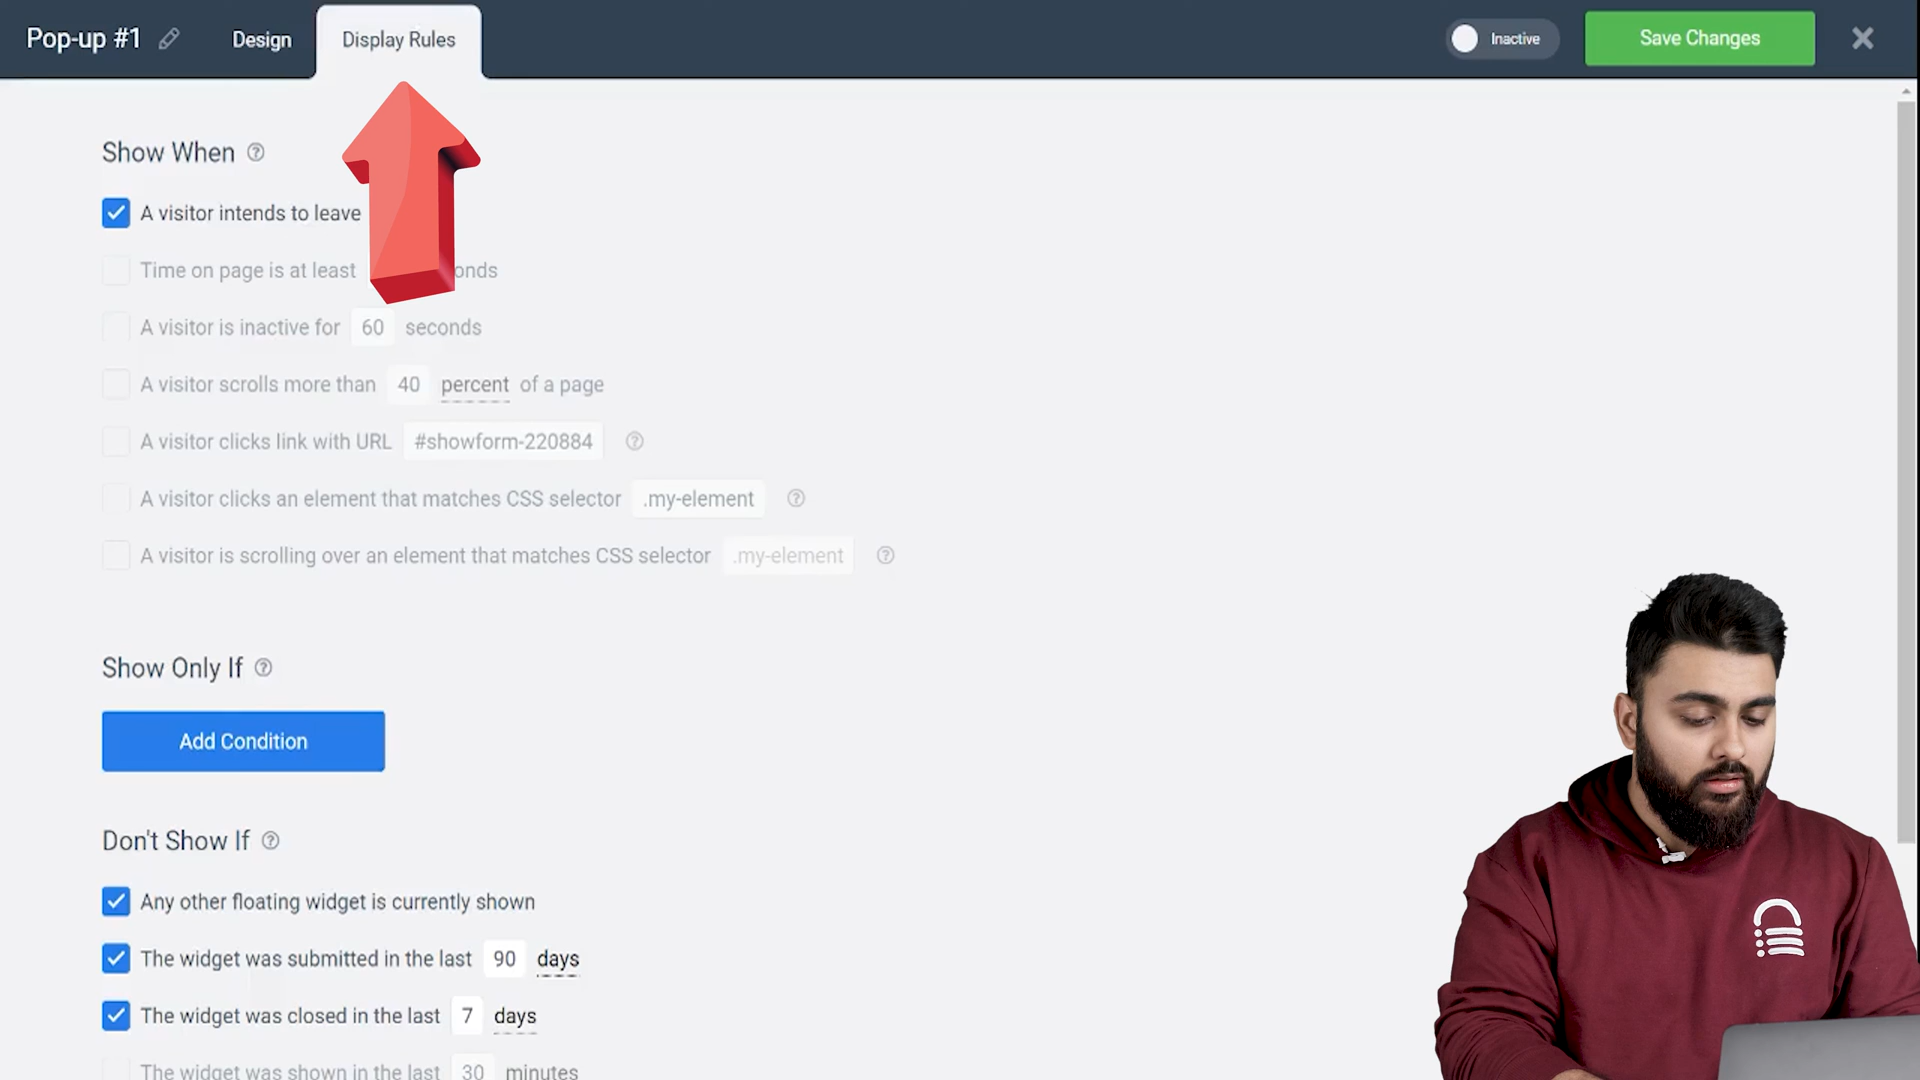 Pop-up #1
Design
Display Rules
Inactive
Save Changes
Show When
A visitor intends to leave
Time on page is at least onds
A visitor is inactive for 60 seconds
A visitor scrolls more than 40 percent of a page
A visitor clicks link with URL #showform-220884
A visitor clicks an element that matches CSS selector .my-element
A visitor is scrolling over an element that matches CSS selector .my-element
Show Only If
Add Condition
Don't Show If
Any other floating widget is currently shown
The widget was submitted in the last 90 days
The widget was closed in the last 7 days
The widget was shown in the last 30 minutes